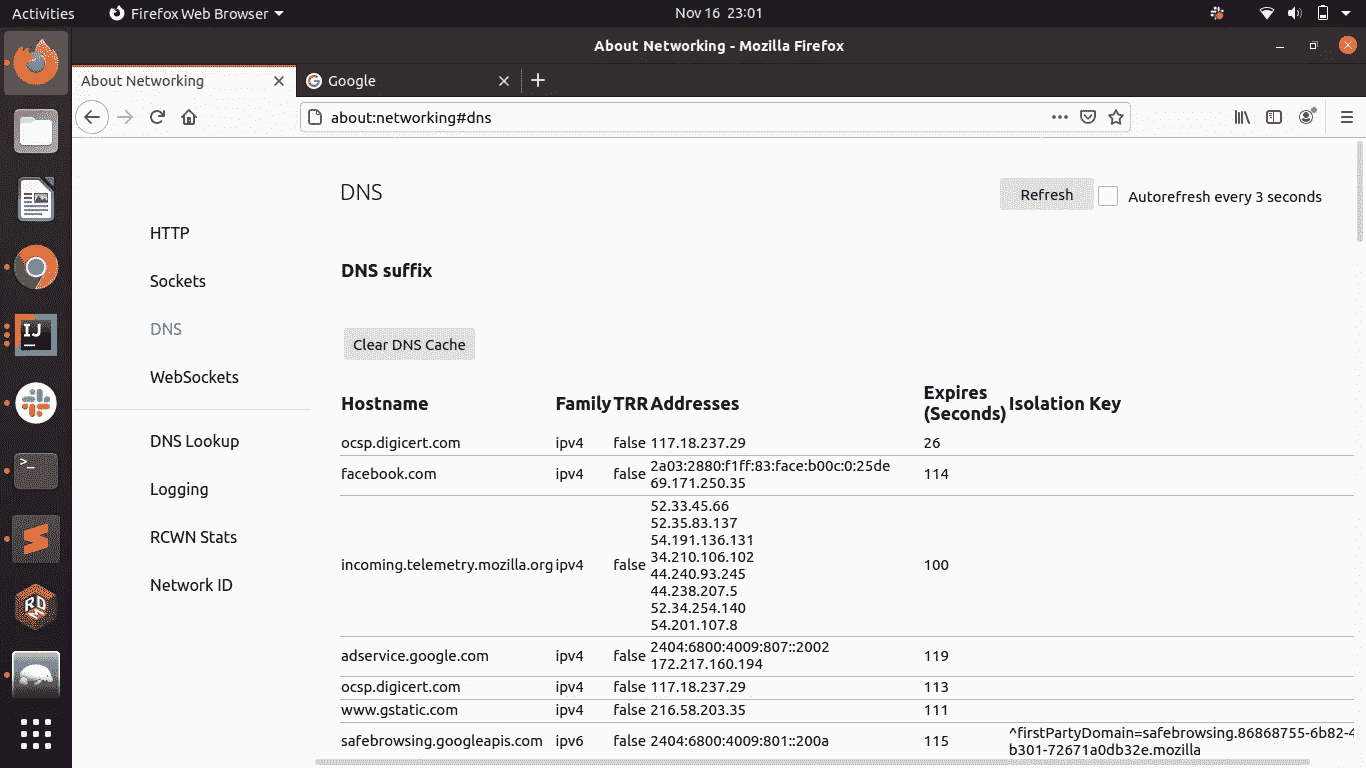 Activities Firefox Web Browser Nov 16 23:01
About Networking - Mozilla Firefox
About Networking Google
about:networking#dns
DNS Refresh Autorefresh every 3 seconds
HTTP
Sockets
DNS
WebSockets
DNS Lookup
Logging
RCWN Stats
Network ID
DNS suffix
Clear DNS Cache
Hostname Family TRR Addresses Expires (Seconds) Isolation Key
ocsp.digicert.com ipv4 false 117.18.237.29 26
facebook.com ipv4 false 2a03:2880:f1ff:83:face:b00c:0:25de
69.171.250.35 114
incoming.telemetry.mozilla.org ipv4 false 52.33.45.66
52.35.83.137
54.191.136.131
34.210.106.102
44.240.93.245
44.238.207.5
52.34.254.140
54.201.107.8 100
adservice.google.com ipv4 false 2404:6800:4009:807::2002
172.217.160.194 119
ocsp.digicert.com ipv4 false 117.18.237.29 113
www.gstatic.com ipv4 false 216.58.203.35 111
safebrowsing.googleapis.com ipv6 false 2404:6800:4009:801::200a 115 ^firstPartyDomain=safebrowsing.86868755-6b82-4
b301-72671a0db32e.mozilla
IJ
>_
RDM